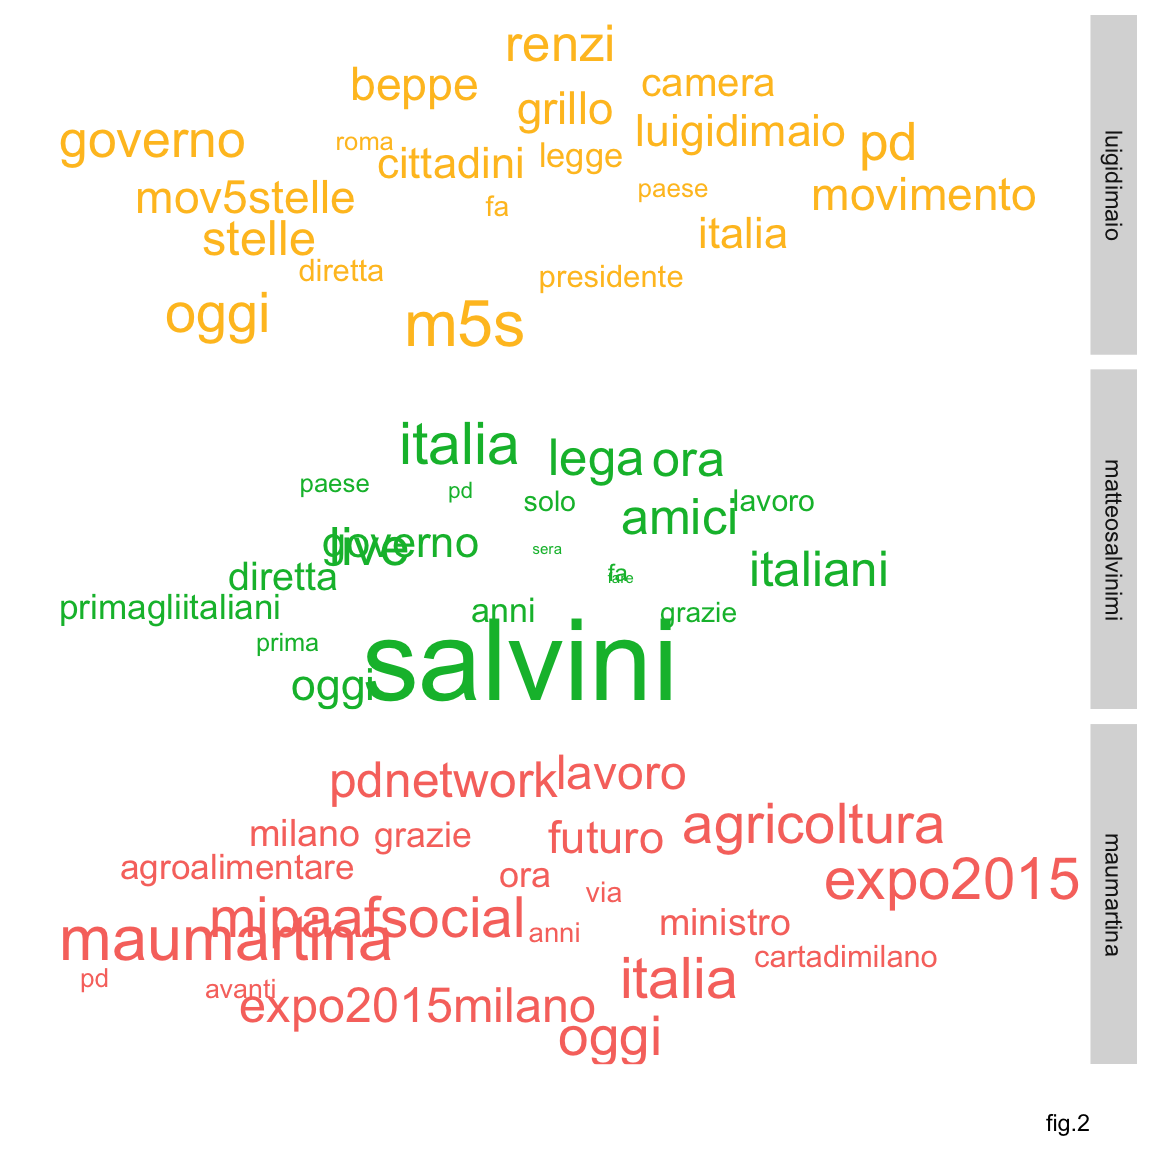 renzi
beppe
camera
grillo
governo
roma
luigidimaio
pd
cittadini
legge
mov5stelle
fa
paese
movimento
stelle
italia
diretta
presidente
oggi
m5s
luigidimaio
italia
lega
ora
paese
pd
solo
amici
lavoro
governo
live
sera
diretta
fa
fare
italiani
primagliitaliani
anni
grazie
prima
salvini
oggi
matteosalvinimi
pdnetwork
lavoro
milano
grazie
futuro
agricoltura
agroalimentare
ora
via
expo2015
mipaafsocial
maumartina
anni
ministro
pd
avanti
cartadimilano
italia
expo2015milano
oggi
maumartina
fig.2